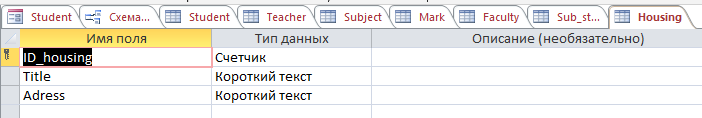 Student Схема... Student Teacher Subject Mark Faculty Sub_st... Housing
Имя поля Тип данных Описание (необязательно)
ID_housing Счетчик
Title Короткий текст
Adress Короткий текст